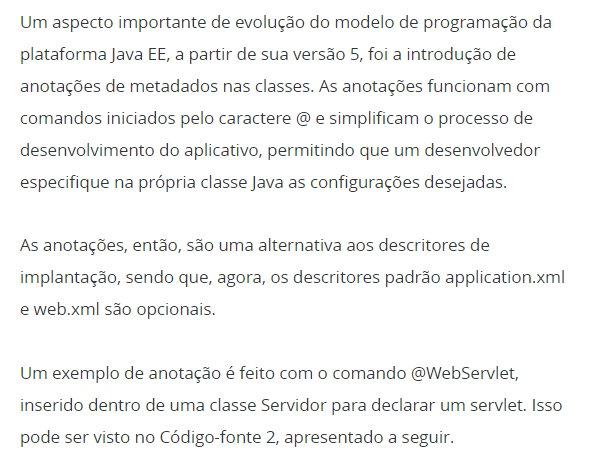 Um aspecto importante de evolução do modelo de programação da
plataforma Java EE, a partir de sua versão 5, foi a introdução de
anotações de metadados nas classes. As anotações funcionam com
comandos iniciados pelo caractere @ e simplificam o processo de
desenvolvimento do aplicativo, permitindo que um desenvolvedor
especifique na própria classe Java as configurações desejadas.
As anotações, então, são uma alternativa aos descritores de
implantação, sendo que, agora, os descritores padrão application.xml
e web.xml são opcionais.
Um exemplo de anotação é feito com o comando @WebServlet,
inserido dentro de uma classe Servidor para declarar um servlet. Isso
pode ser visto no Código-fonte 2, apresentado a seguir.